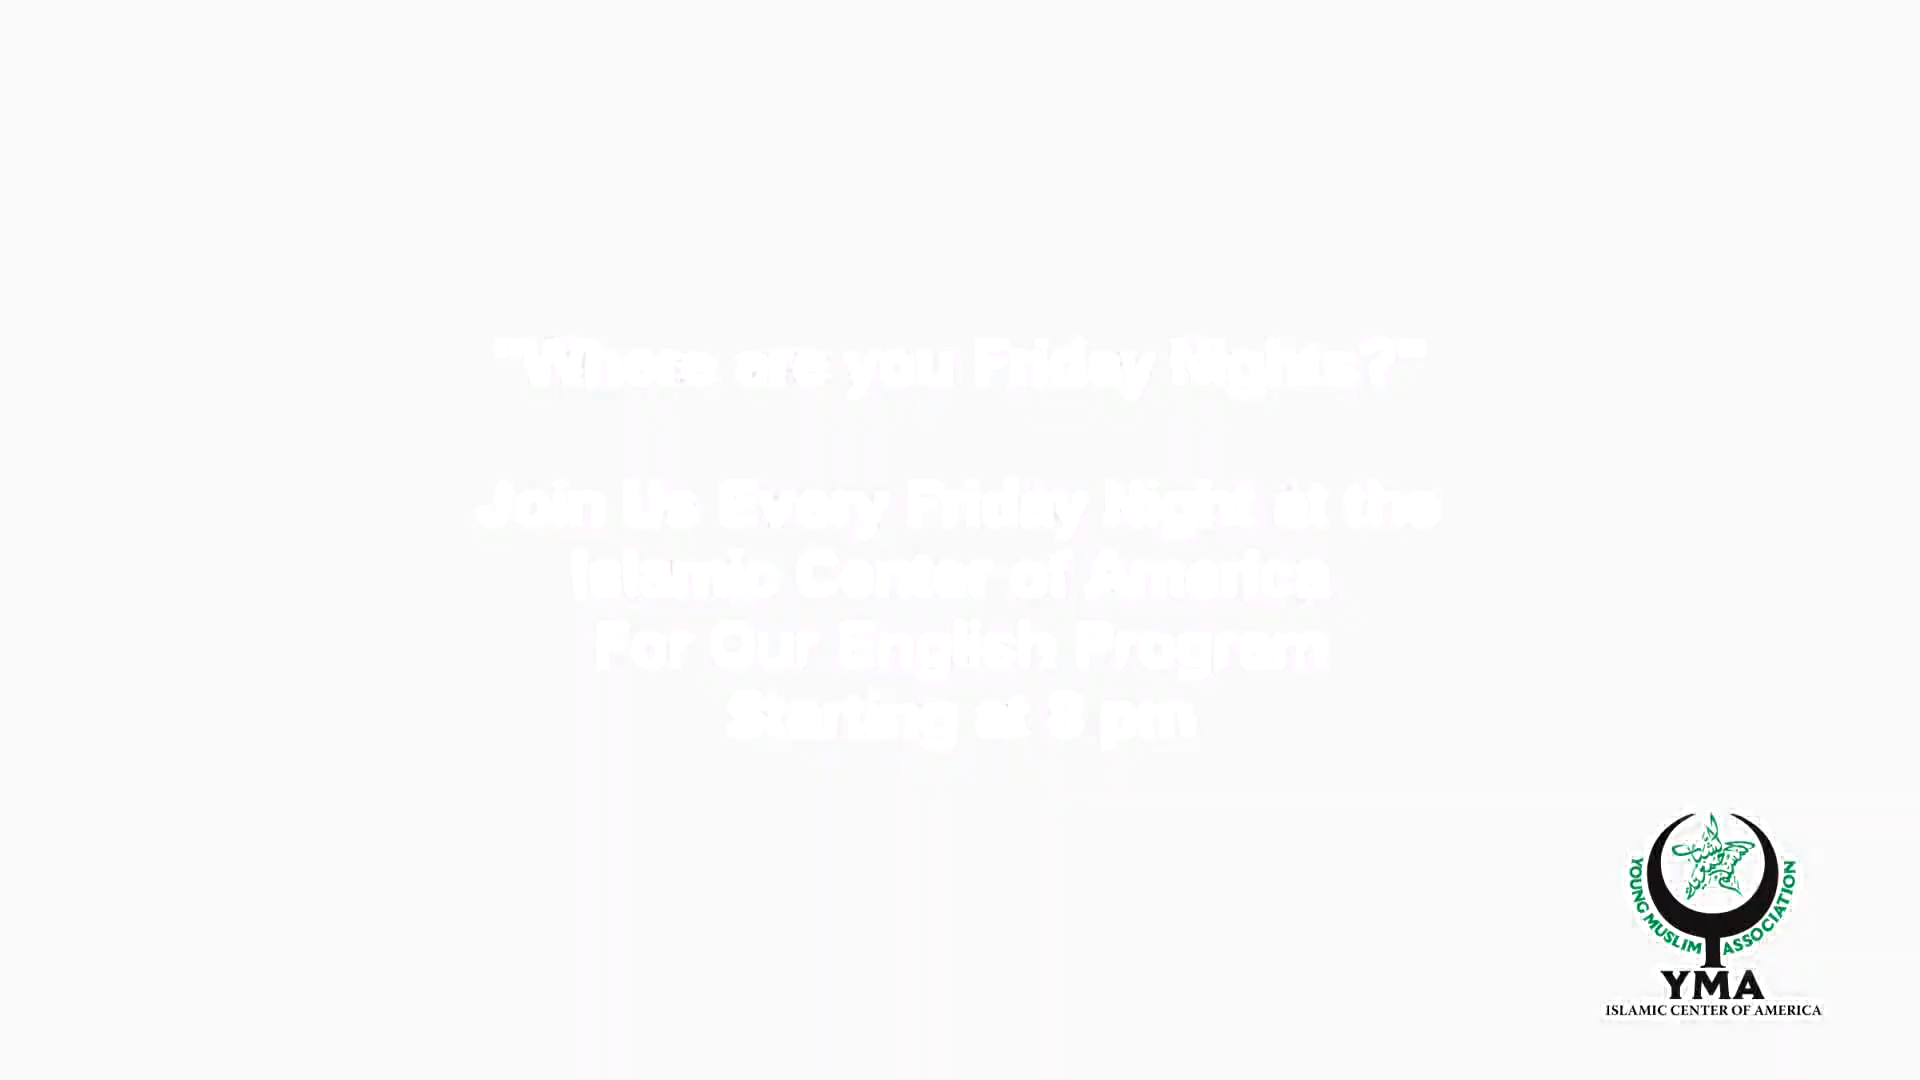 "Where are you Friday Nights?"
Join Us Every Friday Night at the
Islamic Center of America
For Our English Program
Starting at 8 pm
YOUNG MUSLIM ASSOCIATION
YMA
ISLAMIC CENTER OF AMERICA